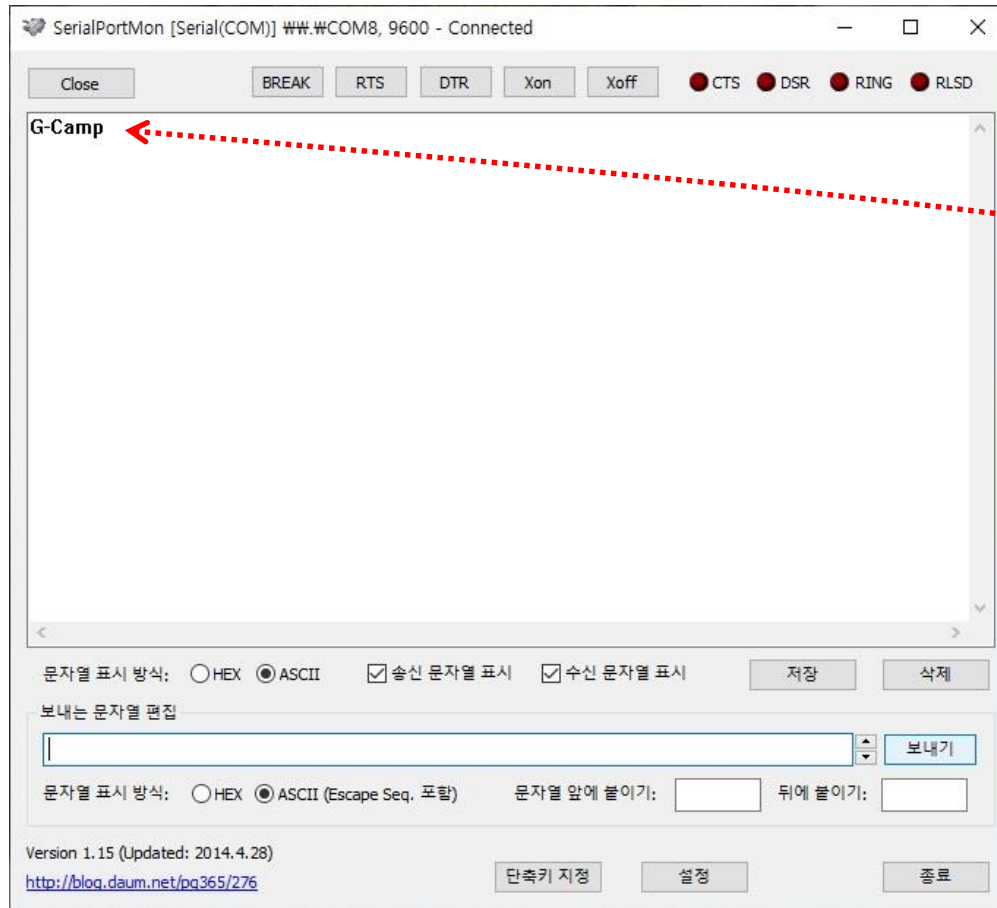 SerialPortMon [Serial(COM)] ₩₩.₩COM8, 9600 - Connected
Close BREAK RTS DTR Xon Xoff CTS DSR RING RLSD
G-Camp
문자열 표시 방식: HEX ASCII 송신 문자열 표시 수신 문자열 표시 저장 삭제
보내는 문자열 편집
보내기
문자열 표시 방식: HEX ASCII (Escape Seq. 포함) 문자열 앞에 붙이기: 뒤에 붙이기:
Version 1.15 (Updated: 2014.4.28)
http://blog.daum.net/pg365/276 단축키 지정 설정 종료